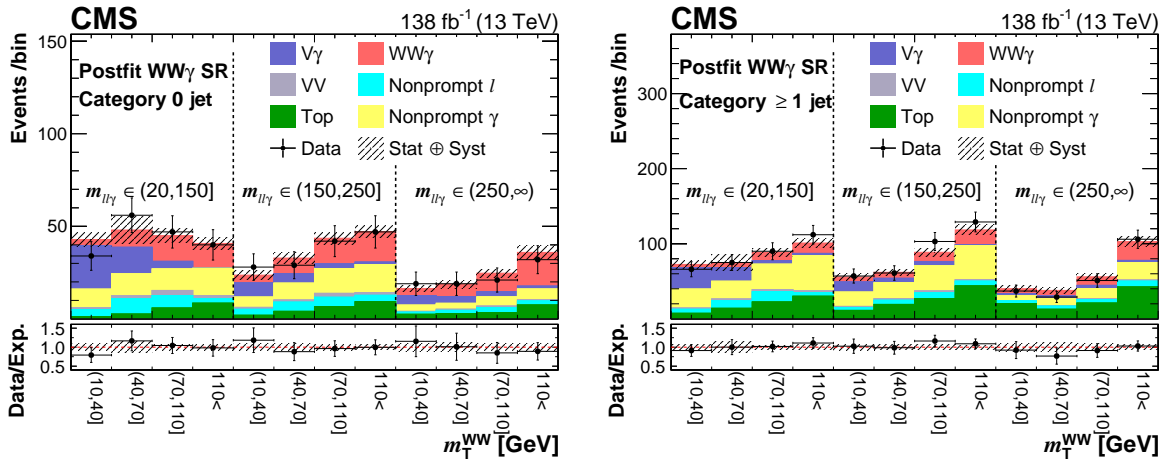 CMS 138 fb⁻¹ (13 TeV)
Events /bin
150
100
50
Postfit WWγ SR
Category 0 jet
Vγ WWγ
VV Nonprompt l
Top Nonprompt γ
Data Stat ⊕ Syst
m_llγ ∈ (20,150] m_llγ ∈ (150,250] m_llγ ∈ (250,∞)
Data/Exp.
1.5
1.0
0.5
(10,40] (40,70] (70,110] 110< (10,40] (40,70] (70,110] 110< (10,40] (40,70] (70,110] 110<
m_T^WW [GeV]
CMS 138 fb⁻¹ (13 TeV)
Events /bin
300
200
100
Postfit WWγ SR
Category ≥ 1 jet
Vγ WWγ
VV Nonprompt l
Top Nonprompt γ
Data Stat ⊕ Syst
m_llγ ∈ (20,150] m_llγ ∈ (150,250] m_llγ ∈ (250,∞)
Data/Exp.
1.5
1.0
0.5
(10,40] (40,70] (70,110] 110< (10,40] (40,70] (70,110] 110< (10,40] (40,70] (70,110] 110<
m_T^WW [GeV]